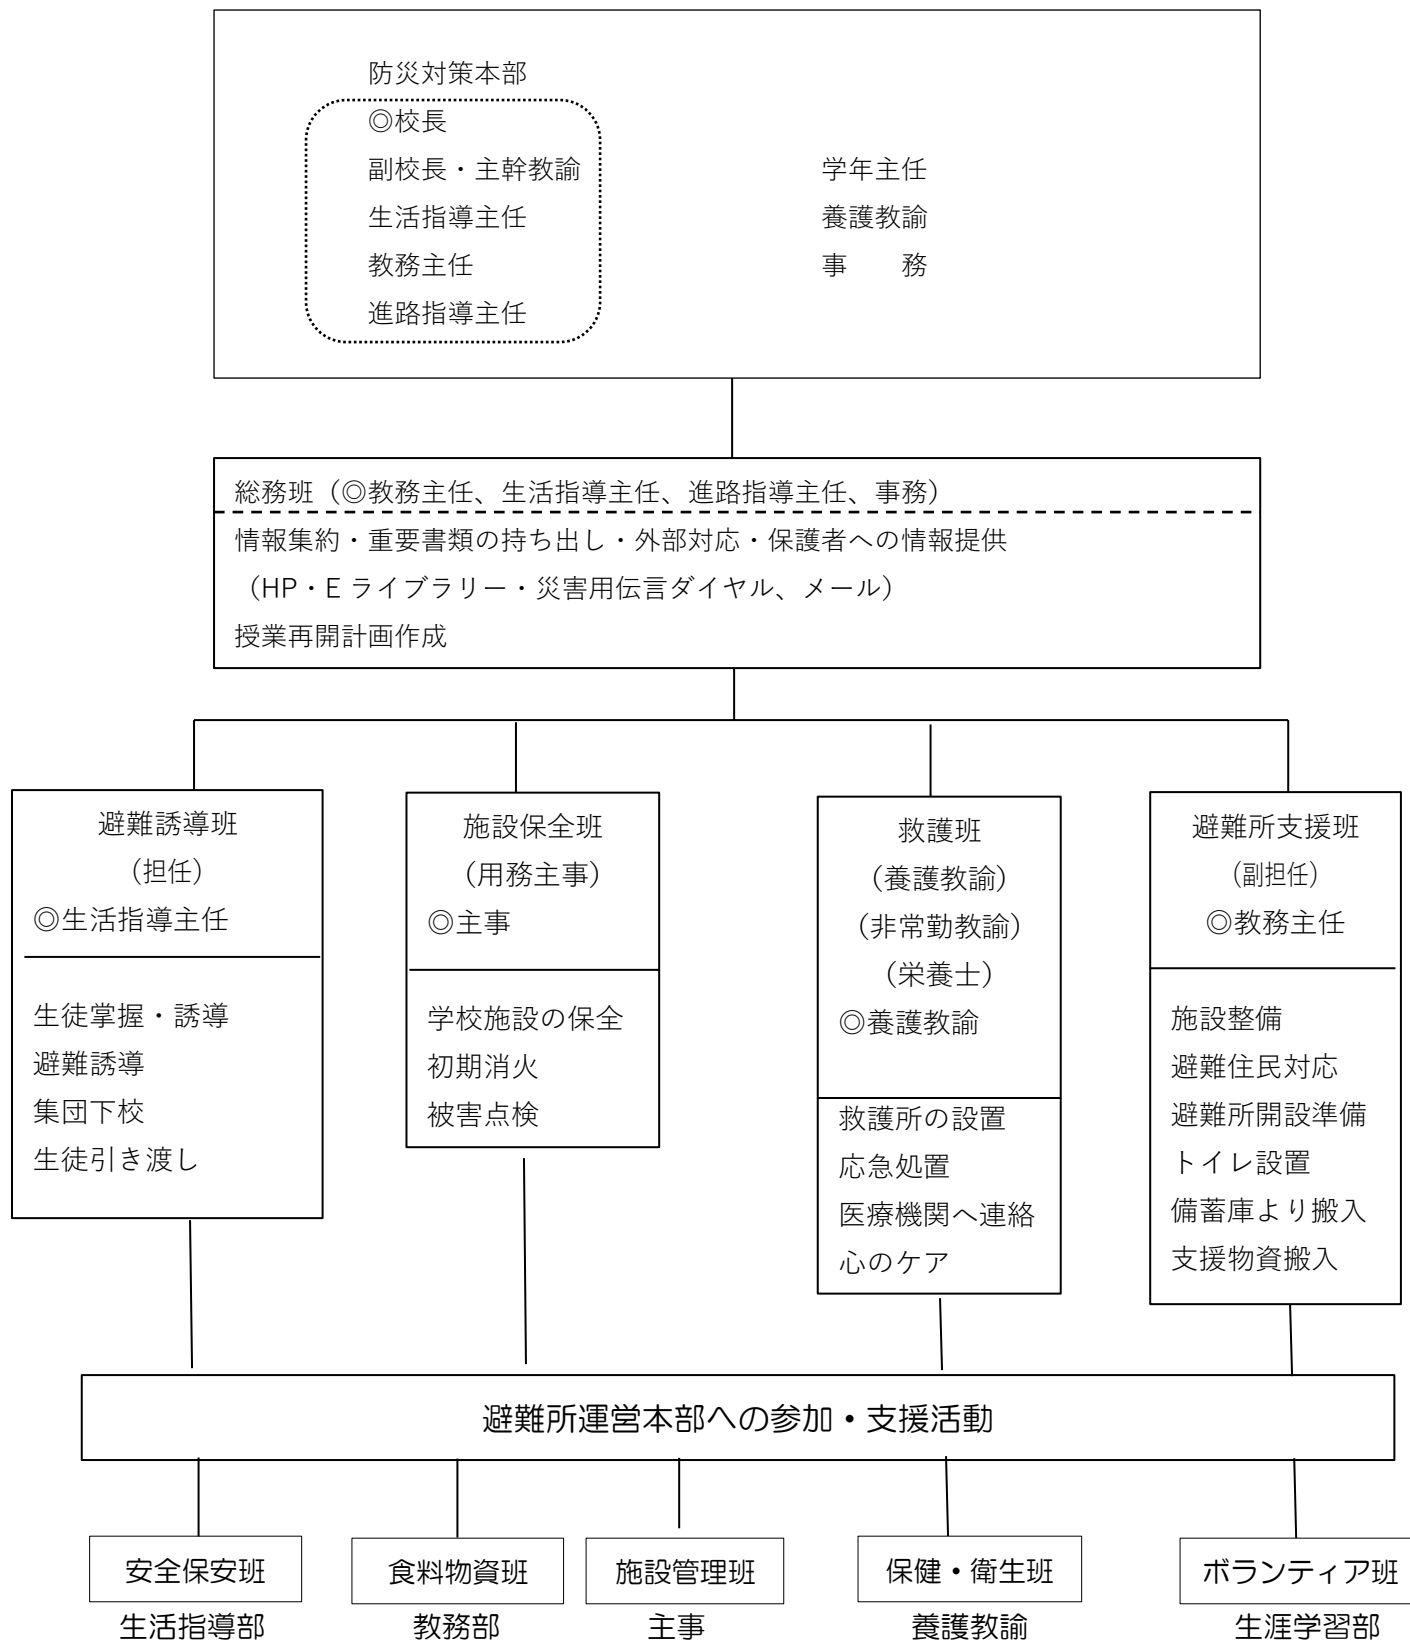 防災対策本部
◎校長
副校長・主幹教諭
生活指導主任
教務主任
進路指導主任
学年主任
養護教諭
事　　務
総務班（◎教務主任、生活指導主任、進路指導主任、事務）
情報集約・重要書類の持ち出し・外部対応・保護者への情報提供
（HP・E ライブラリー・災害用伝言ダイヤル、メール）
授業再開計画作成
避難誘導班
（担任）
◎生活指導主任
生徒掌握・誘導
避難誘導
集団下校
生徒引き渡し
施設保全班
（用務主事）
◎主事
学校施設の保全
初期消火
被害点検
救護班
（養護教諭）
（非常勤教諭）
（栄養士）
◎養護教諭
救護所の設置
応急処置
医療機関へ連絡
心のケア
避難所支援班
（副担任）
◎教務主任
施設整備
避難住民対応
避難所開設準備
トイレ設置
備蓄庫より搬入
支援物資搬入
避難所運営本部への参加・支援活動
安全保安班
生活指導部
食料物資班
教務部
施設管理班
主事
保健・衛生班
養護教諭
ボランティア班
生涯学習部